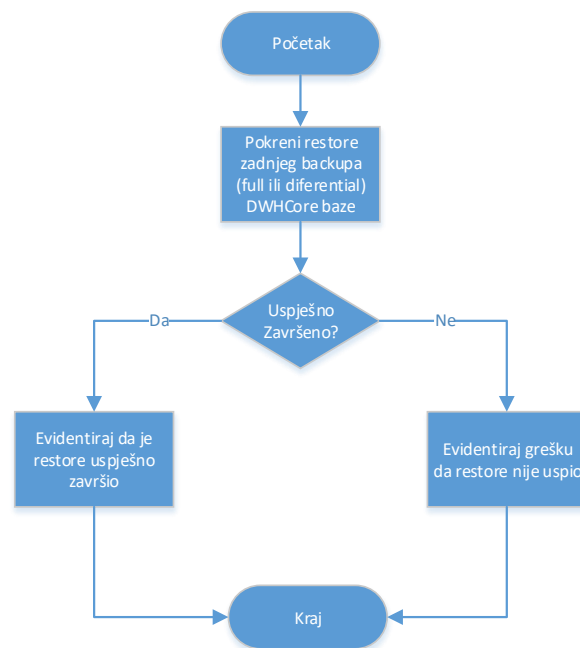 Početak
Pokreni restore
zadnjeg backupa
(full ili diferential)
DWHCore baze
Uspješno
Završeno?
Da
Ne
Evidentiraj da je
restore uspješno
završio
Evidentiraj grešku
da restore nije uspio
Kraj